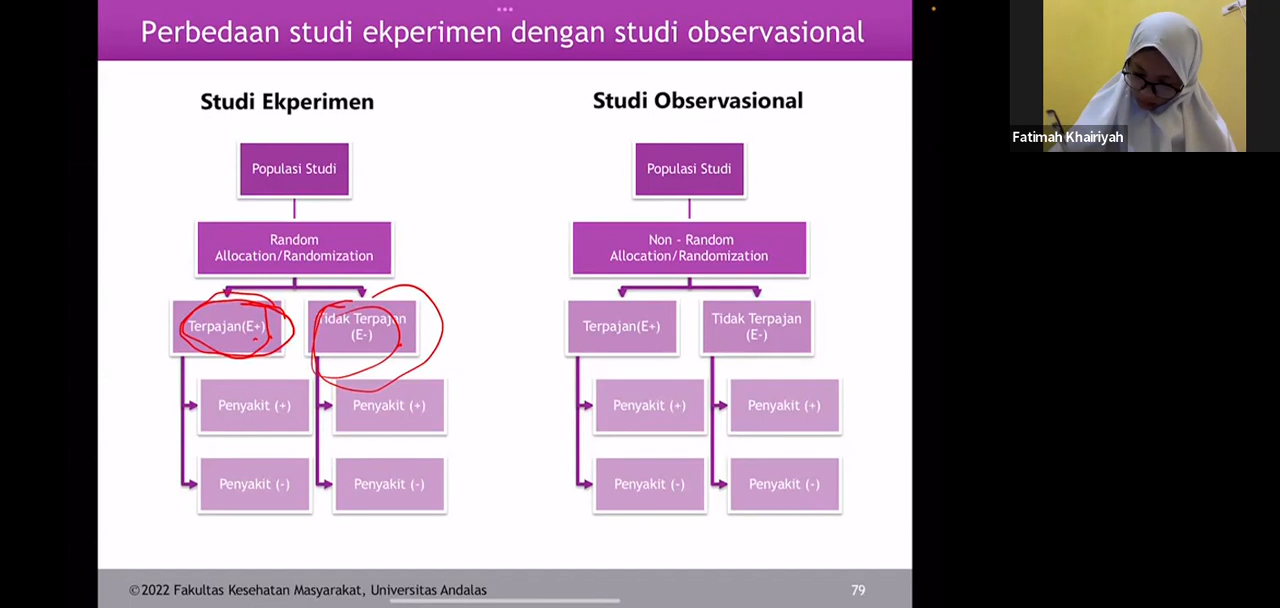 Perbedaan studi ekperimen dengan studi observasional
Studi Ekperimen
Populasi Studi
Random
Allocation/Randomization
Terpajan(E+)
Tidak Terpajan
(E-)
Penyakit (+)
Penyakit (+)
Penyakit (-)
Penyakit (-)
Studi Observasional
Populasi Studi
Non - Random
Allocation/Randomization
Terpajan(E+)
Tidak Terpajan
(E-)
Penyakit (+)
Penyakit (+)
Penyakit (-)
Penyakit (-)
©2022 Fakultas Kesehatan Masyarakat, Universitas Andalas
79
Fatimah Khairiyah